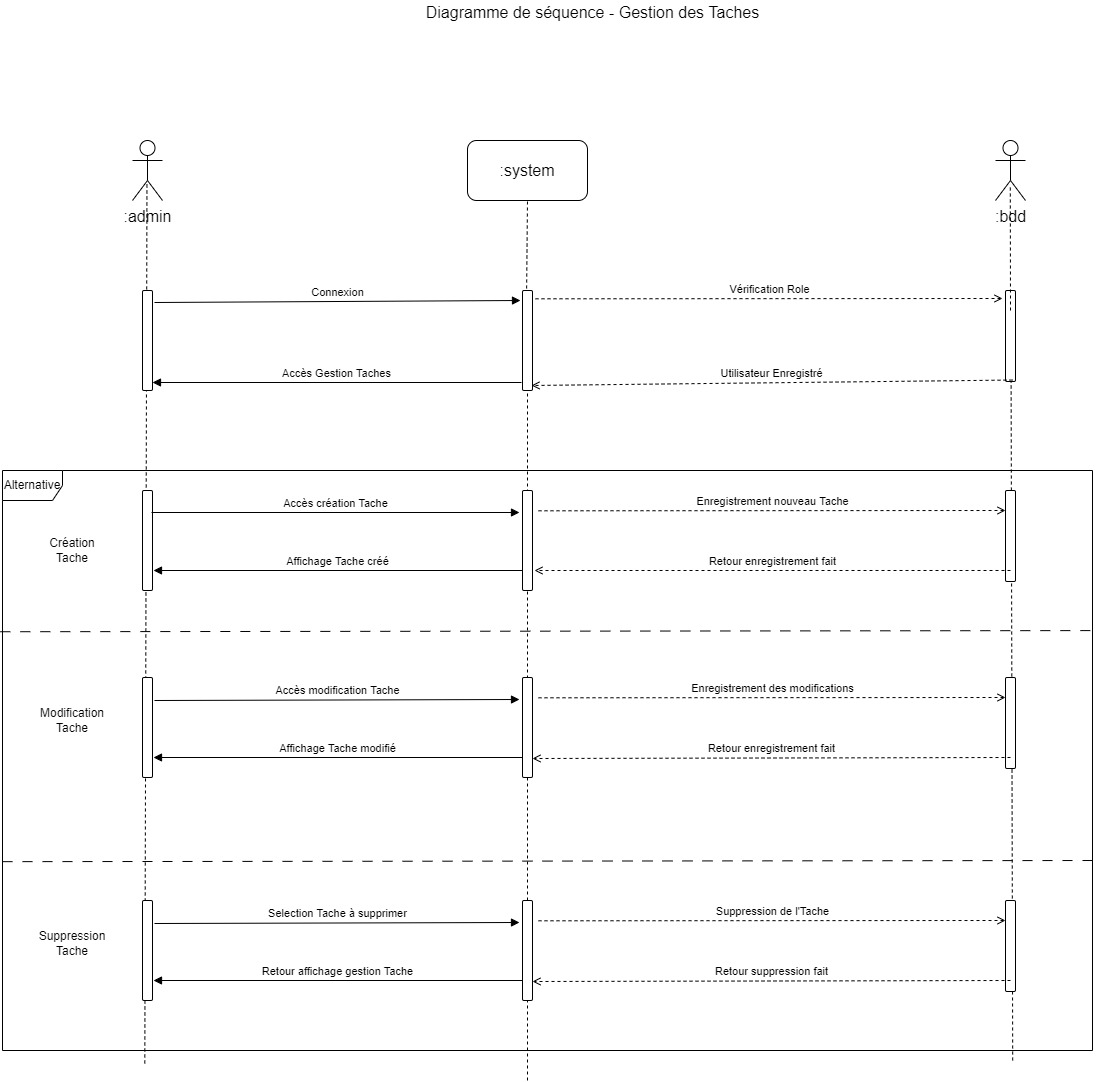 Diagramme de séquence - Gestion des Taches
:system
:admin
:bdd
Connexion
Vérification Role
Accès Gestion Taches
Utilisateur Enregistré
Alternative
Accès création Tache
Enregistrement nouveau Tache
Création
Tache
Affichage Tache créé
Retour enregistrement fait
Accès modification Tache
Enregistrement des modifications
Modification
Tache
Affichage Tache modifié
Retour enregistrement fait
Selection Tache à supprimer
Suppression de l'Tache
Suppression
Tache
Retour affichage gestion Tache
Retour suppression fait